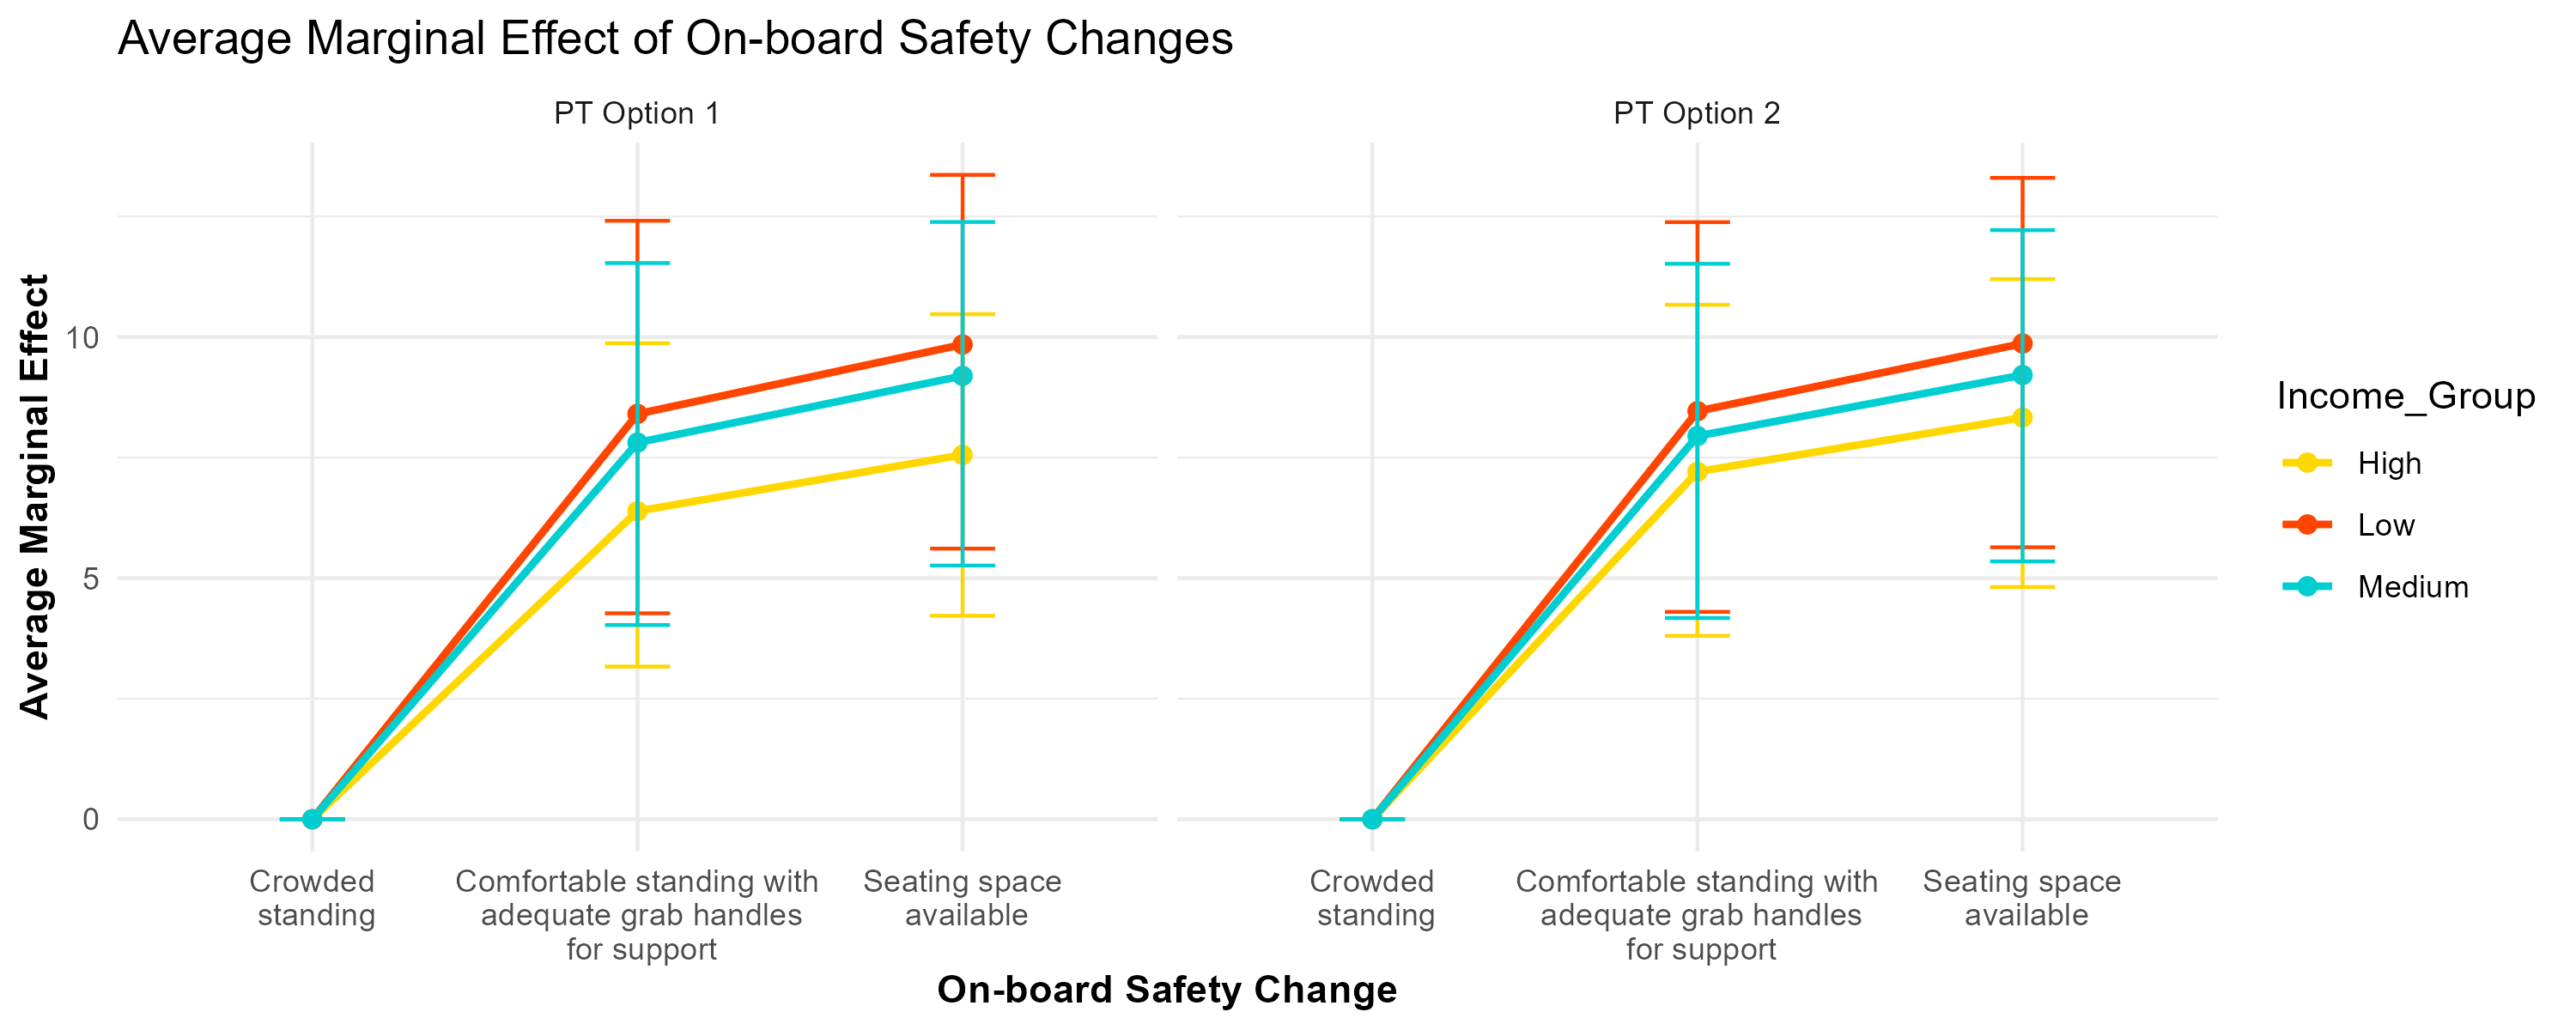 Average Marginal Effect of On-board Safety Changes
PT Option 1
PT Option 2
Average Marginal Effect
10
5
0
Crowded
standing
Comfortable standing with
adequate grab handles
for support
Seating space
available
Crowded
standing
Comfortable standing with
adequate grab handles
for support
Seating space
available
On-board Safety Change
Income_Group
High
Low
Medium